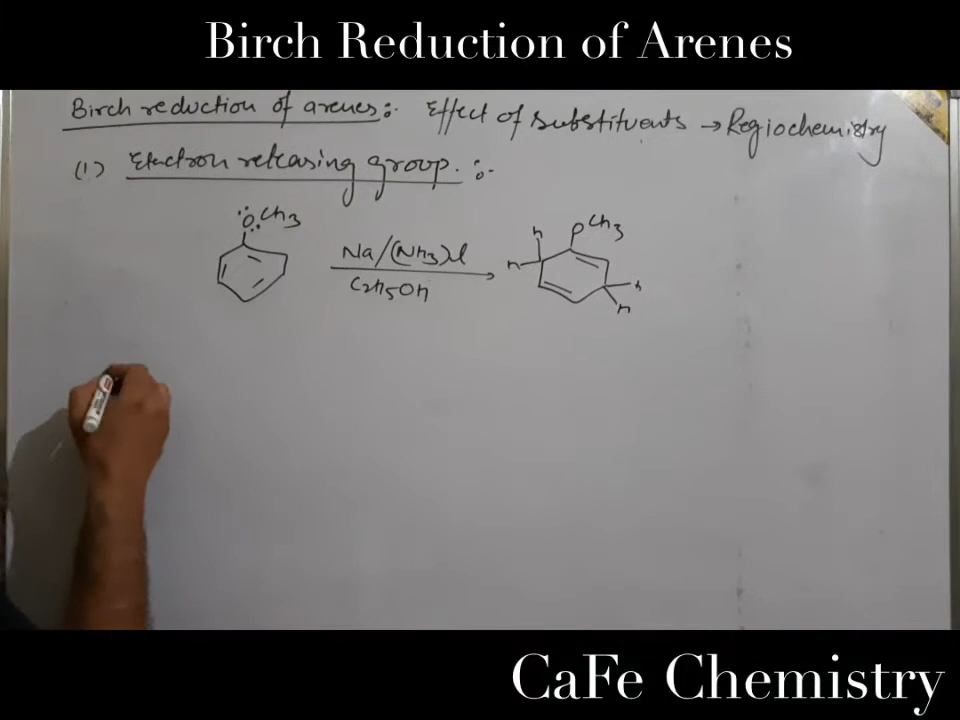 Birch Reduction of Arenes
Birch reduction of arenes:- Effect of substituents → Regiochemistry
(1) Electron releasing group :-
:ÖCH3
OCH3
H
Na/(NH3)l
H
C2H5OH
H
H
CaFe Chemistry